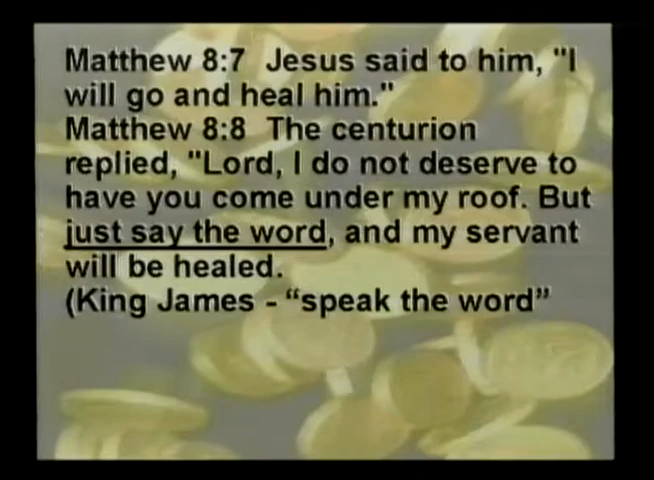 Matthew 8:7  Jesus said to him, "I
will go and heal him."
Matthew 8:8  The centurion
replied, "Lord, I do not deserve to
have you come under my roof. But
just say the word, and my servant
will be healed.
(King James - “speak the word”